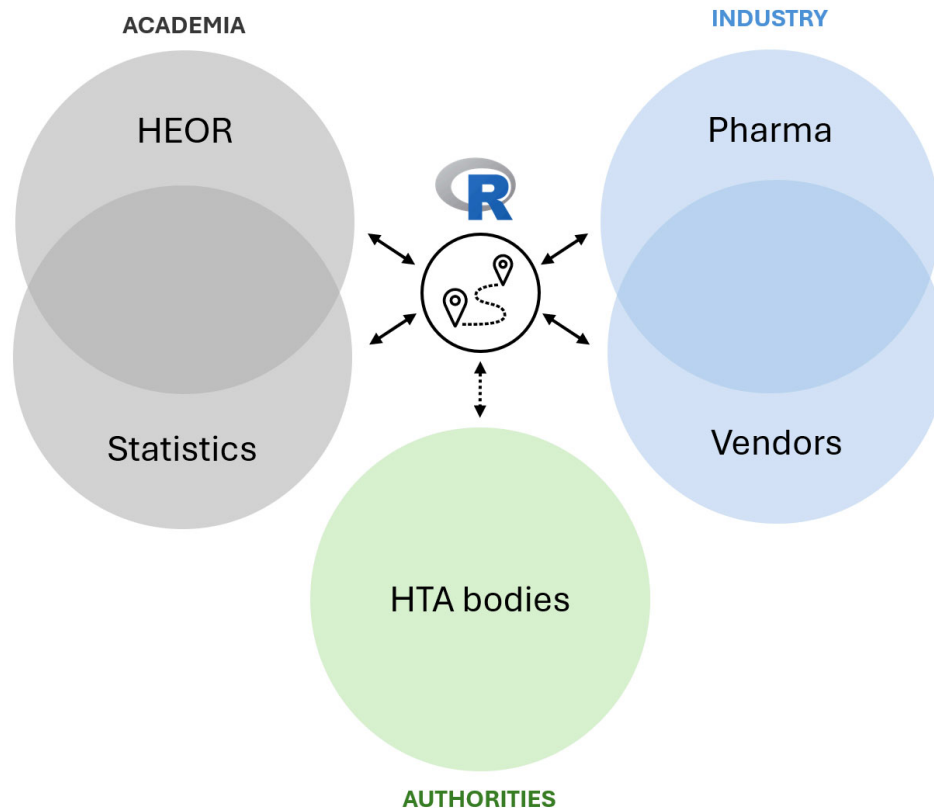 ACADEMIA
INDUSTRY
HEOR
Pharma
R
Statistics
Vendors
HTA bodies
AUTHORITIES